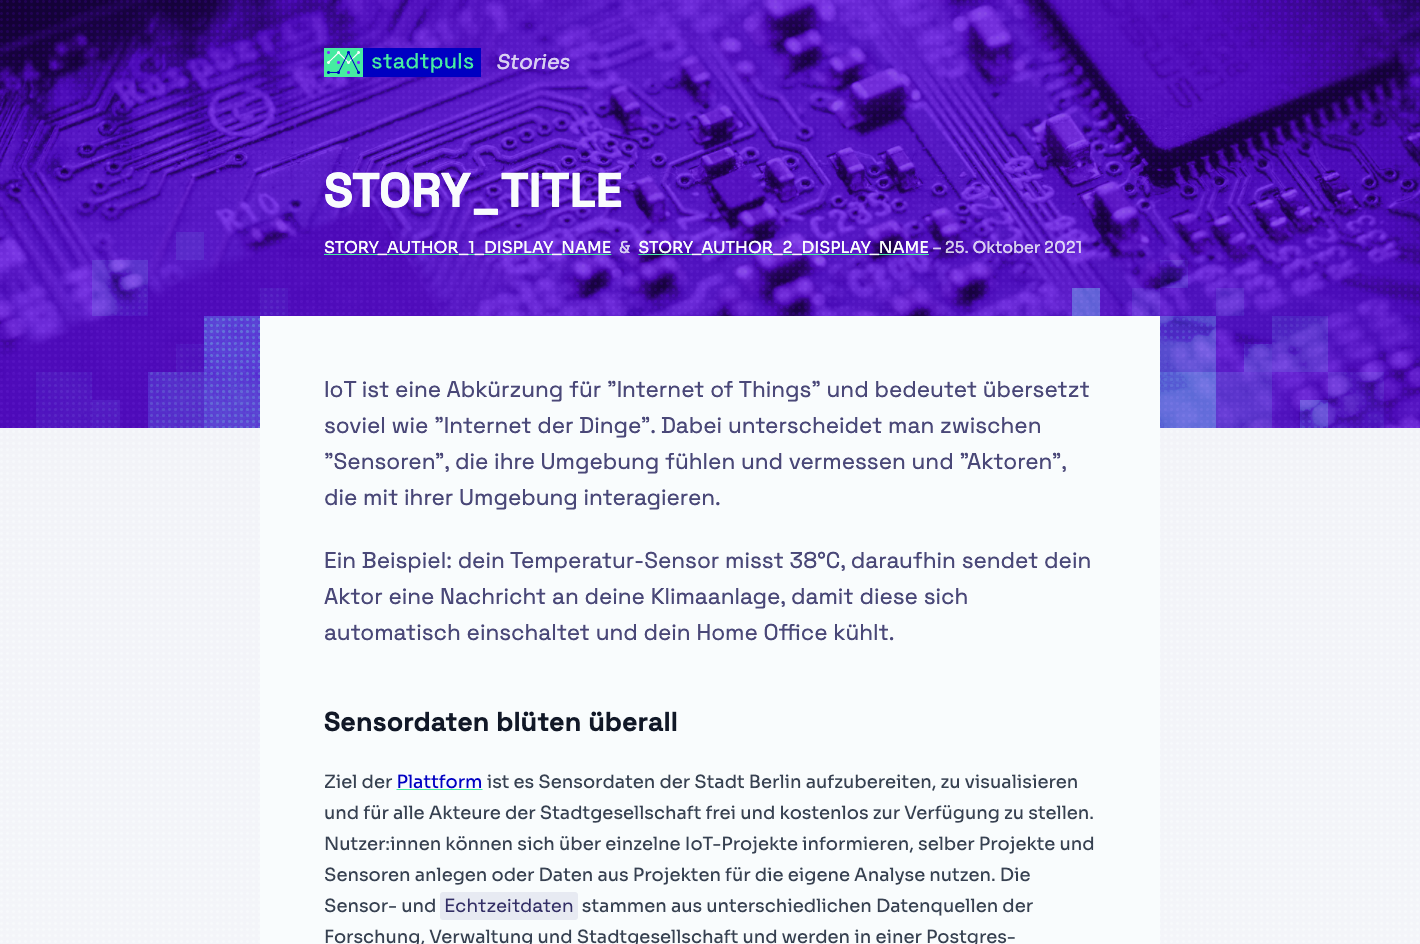 stadtpuls Stories
STORY_TITLE
STORY_AUTHOR_1_DISPLAY_NAME & STORY_AUTHOR_2_DISPLAY_NAME – 25. Oktober 2021
IoT ist eine Abkürzung für ”Internet of Things” und bedeutet übersetzt
soviel wie ”Internet der Dinge”. Dabei unterscheidet man zwischen
”Sensoren”, die ihre Umgebung fühlen und vermessen und ”Aktoren”,
die mit ihrer Umgebung interagieren.
Ein Beispiel: dein Temperatur-Sensor misst 38°C, daraufhin sendet dein
Aktor eine Nachricht an deine Klimaanlage, damit diese sich
automatisch einschaltet und dein Home Office kühlt.
Sensordaten blüten überall
Ziel der Plattform ist es Sensordaten der Stadt Berlin aufzubereiten, zu visualisieren
und für alle Akteure der Stadtgesellschaft frei und kostenlos zur Verfügung zu stellen.
Nutzer:innen können sich über einzelne IoT-Projekte informieren, selber Projekte und
Sensoren anlegen oder Daten aus Projekten für die eigene Analyse nutzen. Die
Sensor- und Echtzeitdaten stammen aus unterschiedlichen Datenquellen der
Forschung, Verwaltung und Stadtgesellschaft und werden in einer Postgres-